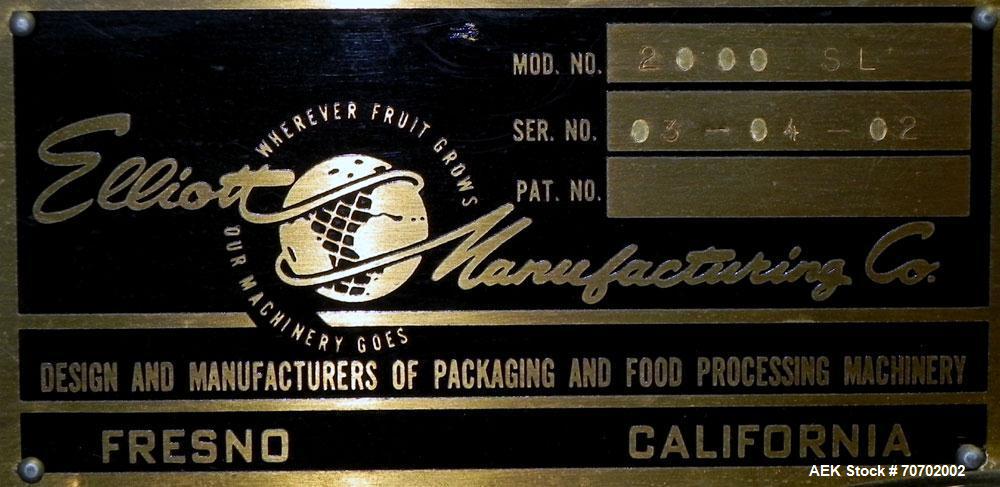 MOD. NO. 2000 SL
SER. NO. 03-04-02
PAT. NO.
Elliott Manufacturing Co.
WHEREVER FRUIT GROWS
OUR MACHINERY GOES
DESIGN AND MANUFACTURERS OF PACKAGING AND FOOD PROCESSING MACHINERY
FRESNO CALIFORNIA
AEK Stock # 70702002